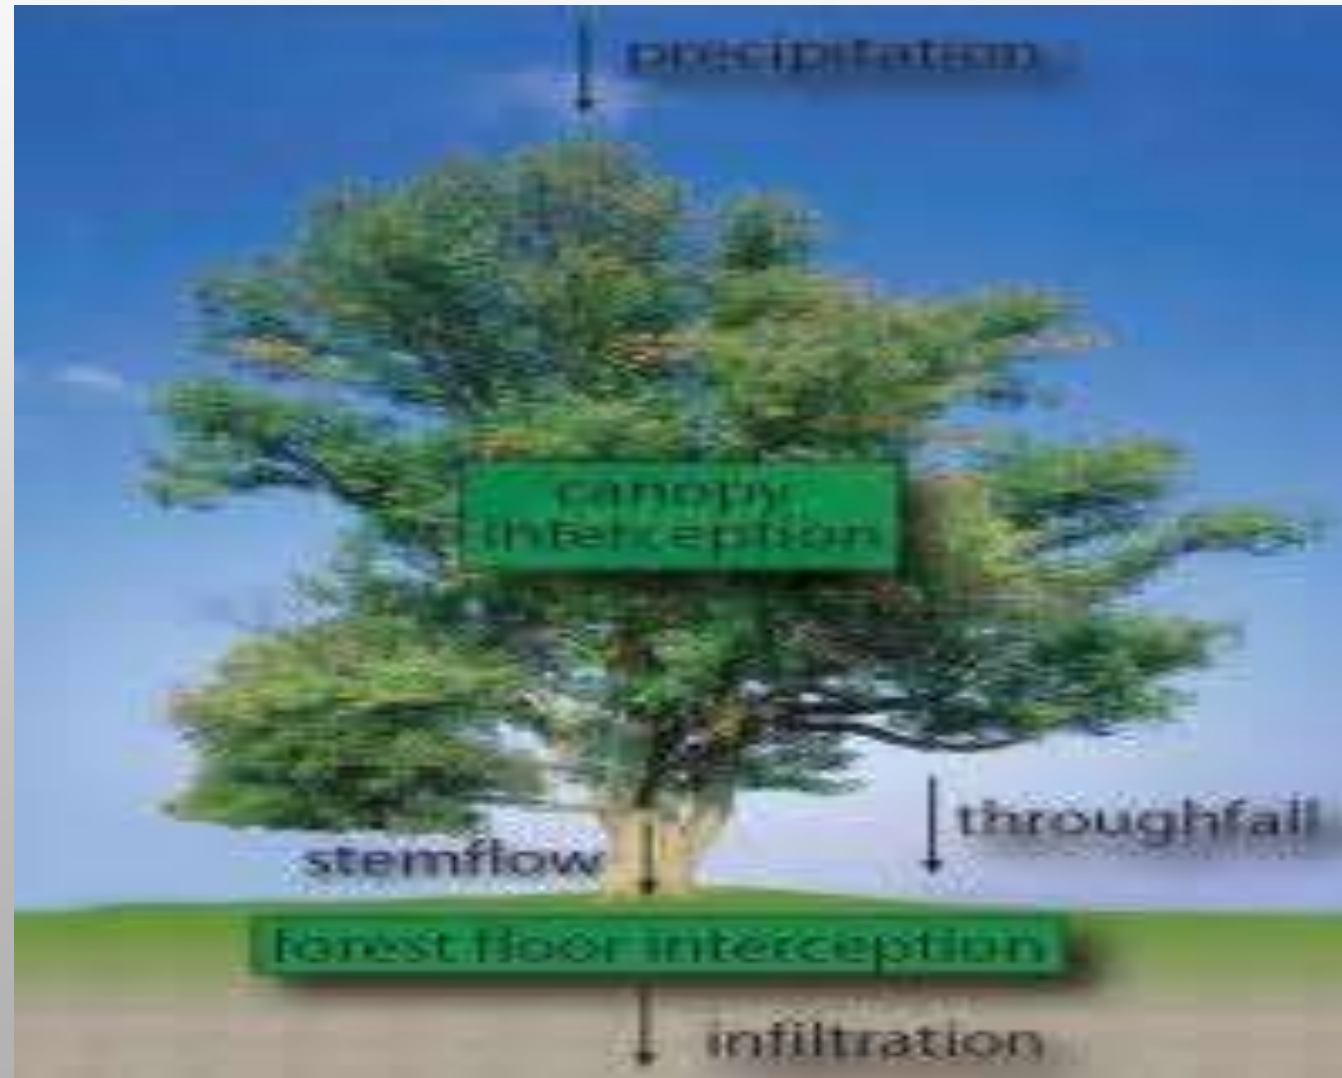 precipitation
canopy
interception
throughfall
stemflow
forest floor interception
infiltration